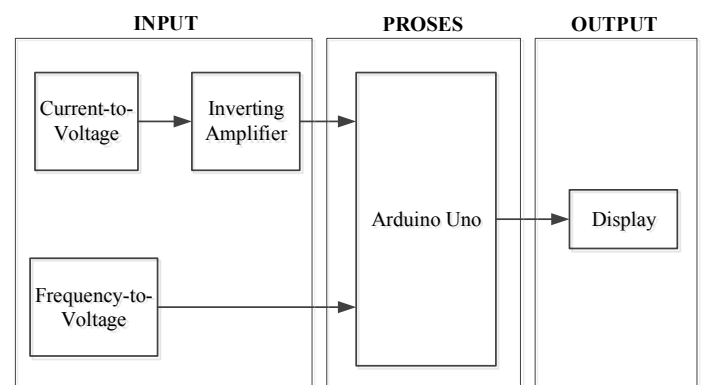 INPUT
PROSES
OUTPUT
Current-to-
Voltage
Inverting
Amplifier
Arduino Uno
Display
Frequency-to-
Voltage